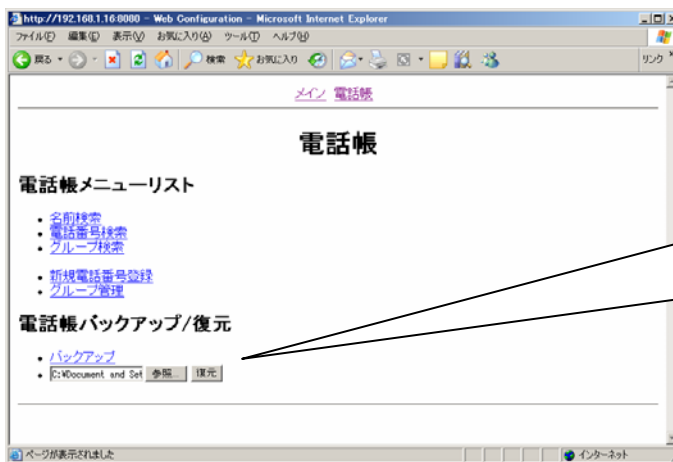 http://192.168.1.16:8080 - Web Configuration - Microsoft Internet Explorer
ファイル(F) 編集(E) 表示(V) お気に入り(A) ツール(T) ヘルプ(H)
戻る 検索 お気に入り リンク
メイン 電話帳
電話帳
電話帳メニューリスト
・ 名前検索
・ 電話番号検索
・ グループ検索
・ 新規電話番号登録
・ グループ管理
電話帳バックアップ/復元
・ バックアップ
・ C:¥Document and Set 参照... 復元
ページが表示されました インターネット